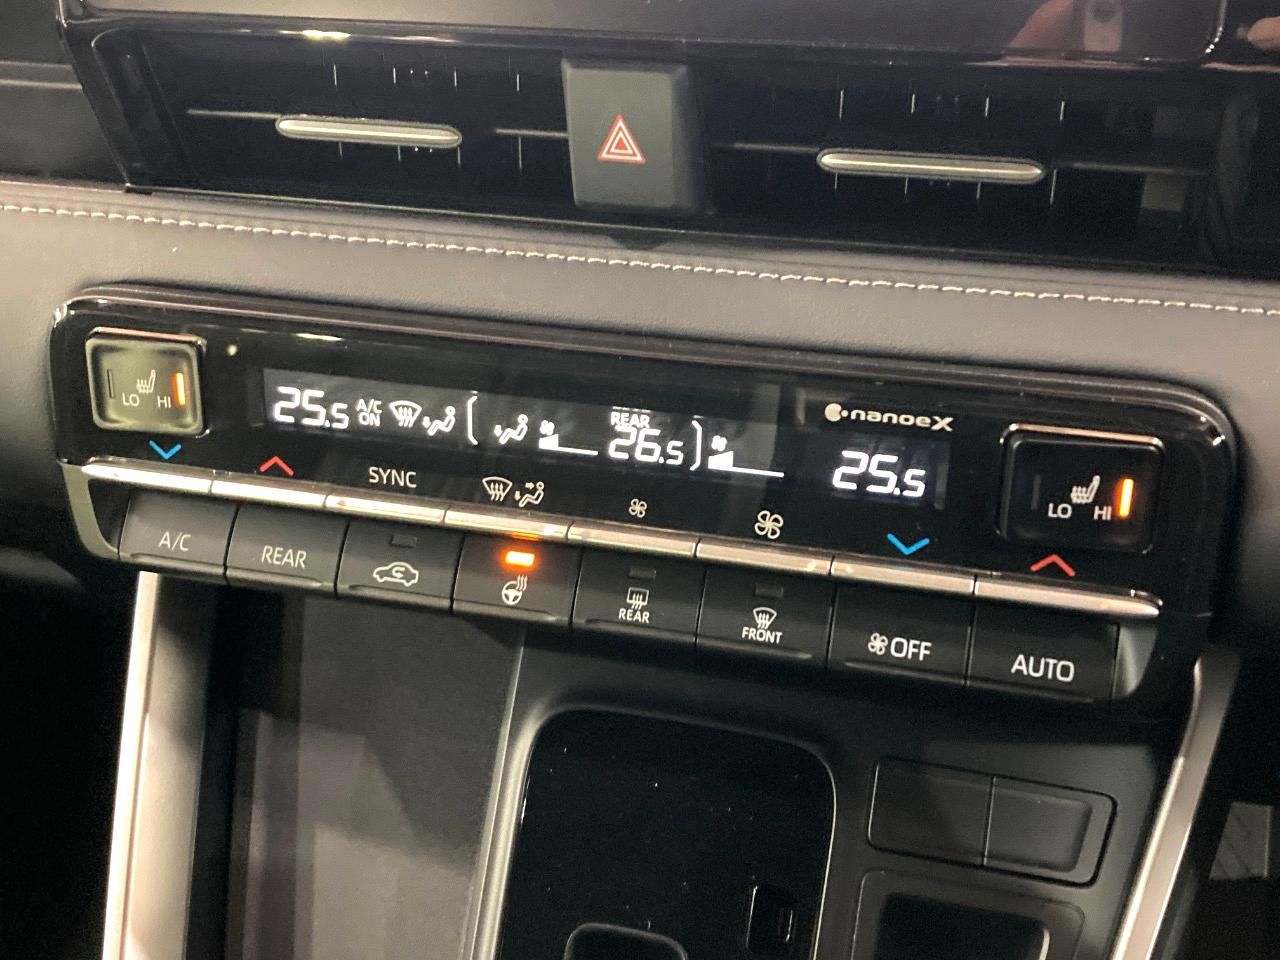 LO HI
25.5 A/C ON
REAR
26.5
nanoeX
25.5
LO HI
SYNC
A/C
REAR
REAR
FRONT
OFF
AUTO